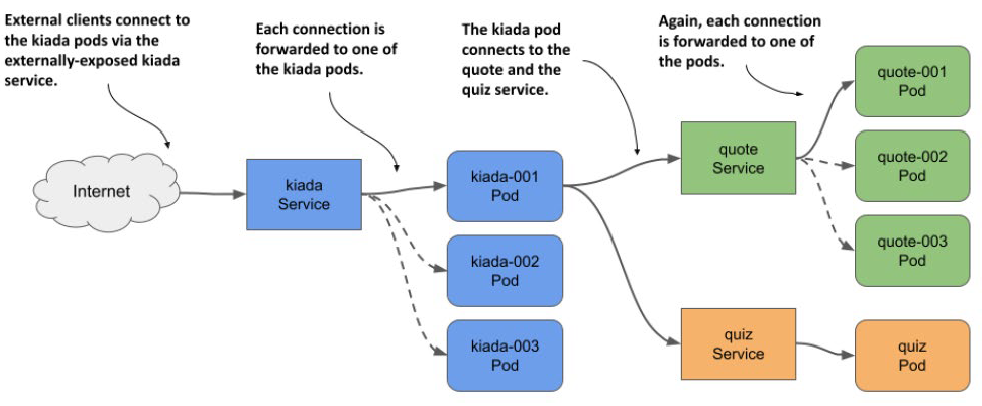 External clients connect to
the kiada pods via the
externally-exposed kiada
service.
Each connection is
forwarded to one of
the kiada pods.
The kiada pod
connects to the
quote and the
quiz service.
Again, each connection
is forwarded to one of
the pods.
Internet
kiada
Service
kiada-001
Pod
kiada-002
Pod
kiada-003
Pod
quote
Service
quiz
Service
quote-001
Pod
quote-002
Pod
quote-003
Pod
quiz
Pod